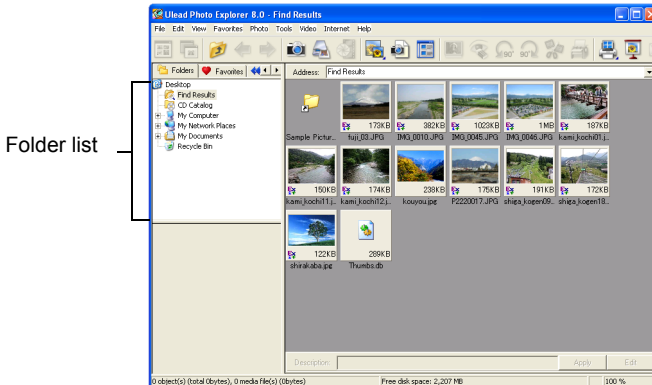 Ulead Photo Explorer 8.0 - Find Results
File Edit View Favorites Photo Tools Video Internet Help
90° 90°
Folders Favorites
Address: Find Results
Folder list
Desktop
Find Results
CD Catalog
My Computer
My Network Places
My Documents
Recycle Bin
173KB 382KB 1023KB 1MB 187KB
Sample Pictur... fuji_03.JPG IMG_0010.JPG IMG_0045.JPG IMG_0046.JPG kami_kochi01.j...
150KB 174KB 238KB 175KB 191KB 172KB
kami_kochi11.j... kami_kochi12.j... kouyou.jpg P2220017.JPG shiga_kogen09... shiga_kogen18...
122KB 289KB
shirakaba.jpg Thumbs.db
Description: Apply Edit
0 object(s) (total 0bytes), 0 media file(s) (0bytes) Free disk space: 2,207 MB 100 %